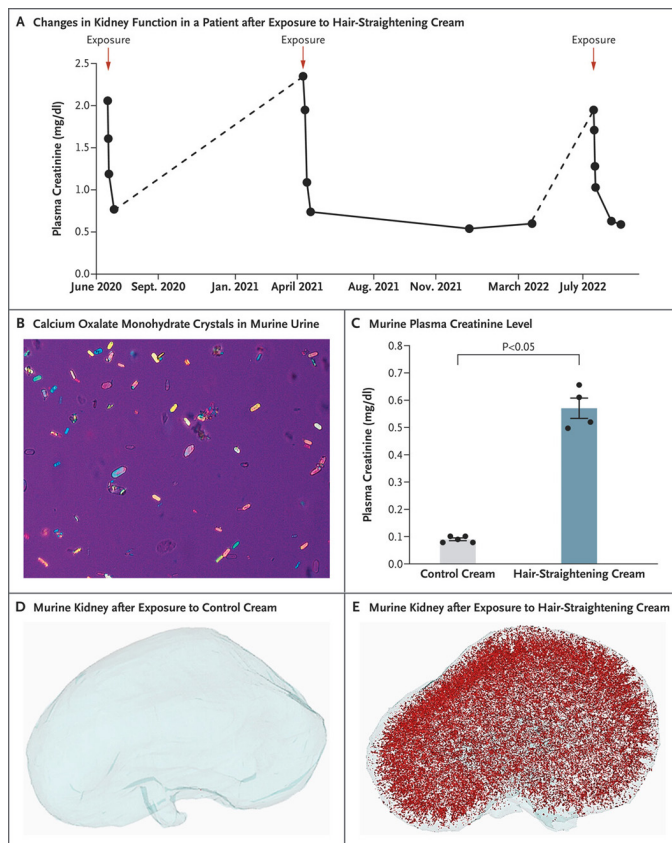 A Changes in Kidney Function in a Patient after Exposure to Hair-Straightening Cream
Exposure Exposure Exposure
Plasma Creatinine (mg/dl)
2.5
2.0
1.5
1.0
0.5
0.0
June 2020 Sept. 2020 Jan. 2021 April 2021 Aug. 2021 Nov. 2021 March 2022 July 2022
B Calcium Oxalate Monohydrate Crystals in Murine Urine
C Murine Plasma Creatinine Level
Plasma Creatinine (mg/dl)
0.8
0.7
0.6
0.5
0.4
0.3
0.2
0.1
0.0
P<0.05
Control Cream Hair-Straightening Cream
D Murine Kidney after Exposure to Control Cream
E Murine Kidney after Exposure to Hair-Straightening Cream